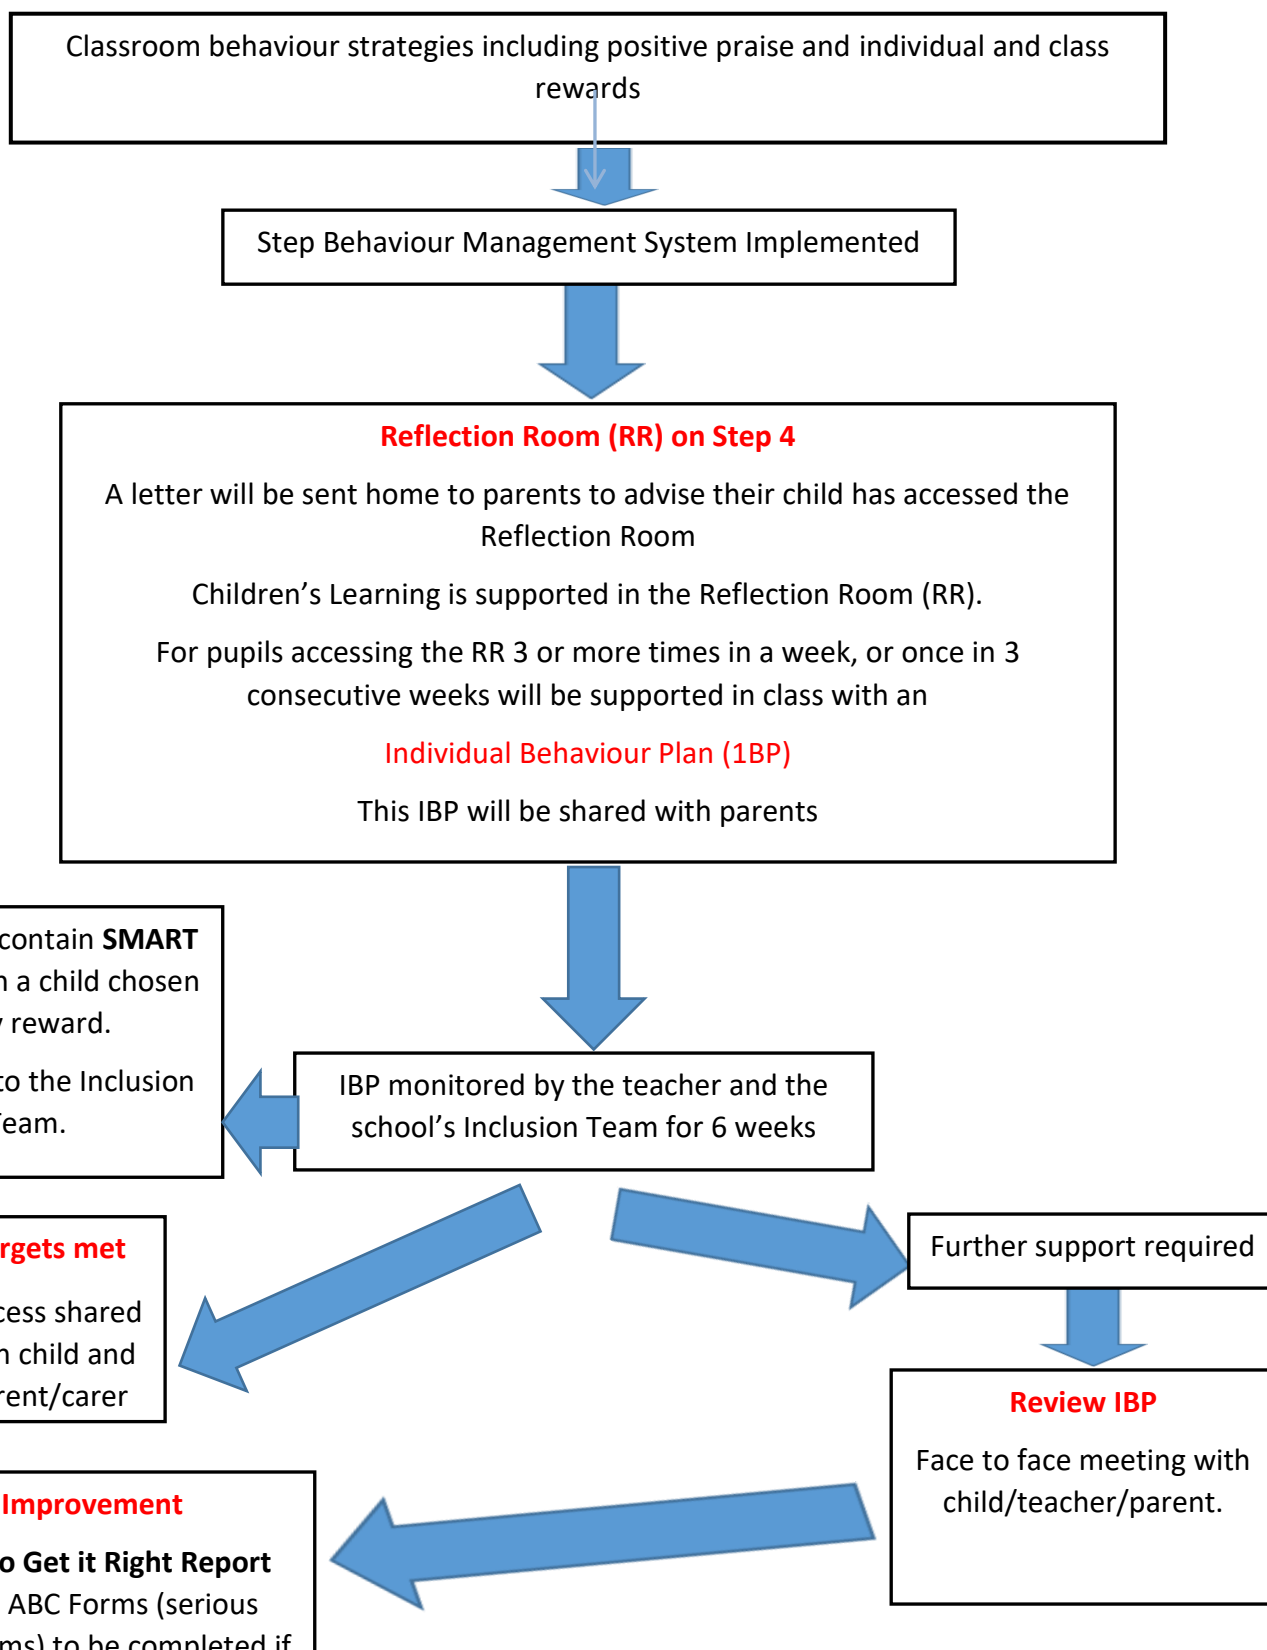 Classroom behaviour strategies including positive praise and individual and class
rewards
Step Behaviour Management System Implemented
Reflection Room (RR) on Step 4
A letter will be sent home to parents to advise their child has accessed the
Reflection Room
Children’s Learning is supported in the Reflection Room (RR).
For pupils accessing the RR 3 or more times in a week, or once in 3
consecutive weeks will be supported in class with an
Individual Behaviour Plan (1BP)
This IBP will be shared with parents
contain SMART
a child chosen
reward.
to the Inclusion
Team.
IBP monitored by the teacher and the
school’s Inclusion Team for 6 weeks
met
shared
child and
Further support required
Review IBP
Face to face meeting with
child/teacher/parent.
Improvement
Get it Right Report
ABC Forms (serious
to be completed if